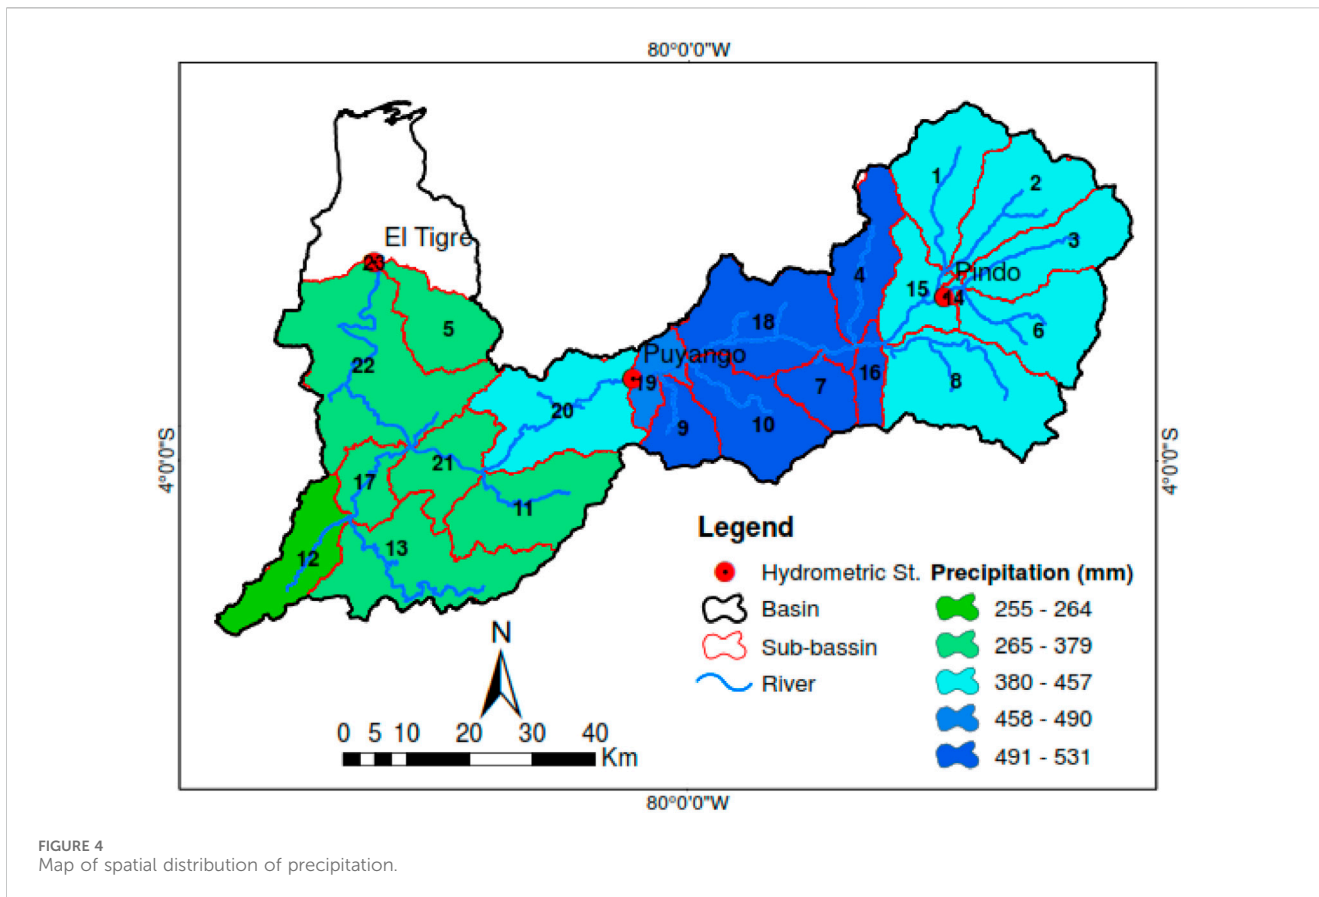 80°0'0"W
El Tigre
23
1
2
3
Pindo
4
15
14
5
18
6
Puyango
22
16
7
8
19
20
9
10
21
17
11
4°0'0"S
4°0'0"S
12
13
Legend
Hydrometric St.
Basin
Sub-bassin
River
Precipitation (mm)
255 - 264
265 - 379
380 - 457
458 - 490
491 - 531
N
0 5 10 20 30 40
Km
80°0'0"W
FIGURE 4
Map of spatial distribution of precipitation.